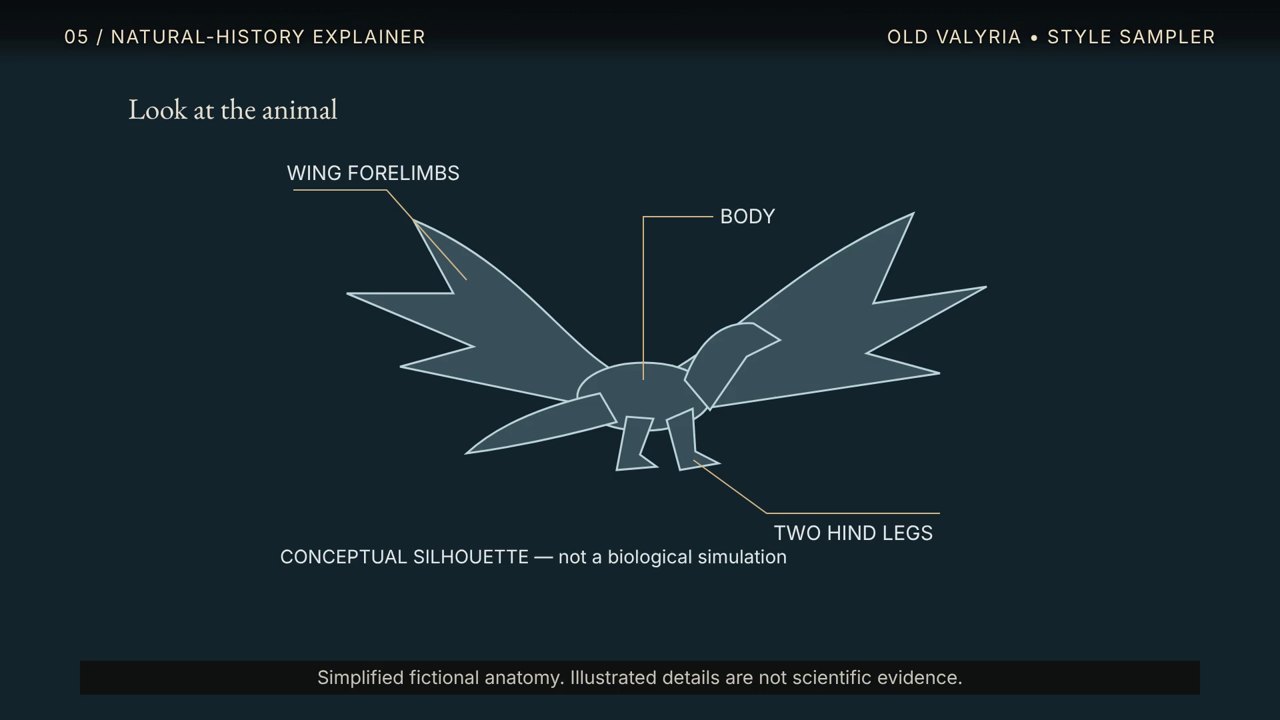 05 / NATURAL-HISTORY EXPLAINER
OLD VALYRIA • STYLE SAMPLER
Look at the animal
WING FORELIMBS
BODY
TWO HIND LEGS
CONCEPTUAL SILHOUETTE — not a biological simulation
Simplified fictional anatomy. Illustrated details are not scientific evidence.